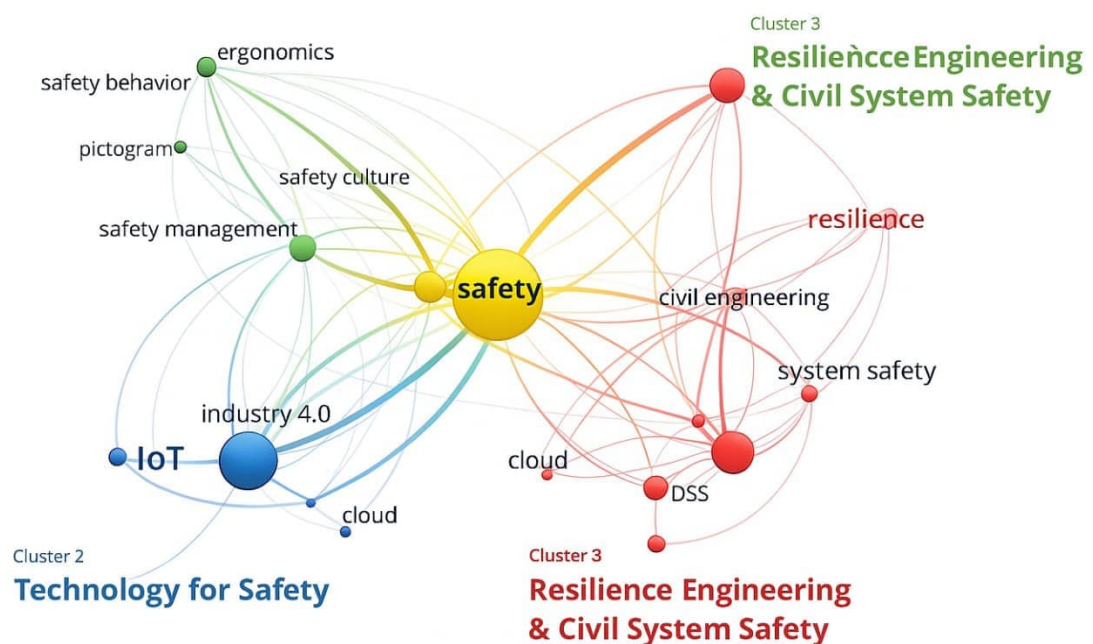 Cluster 3
ergonomics
Resilieǹcce Engineering
safety behavior
& Civil System Safety
pictogram
safety culture
resilience
safety management
safety
civil engineering
system safety
industry 4.0
IoT
cloud
DSS
cloud
Cluster 2
Technology for Safety
Cluster 3
Resilience Engineering
& Civil System Safety